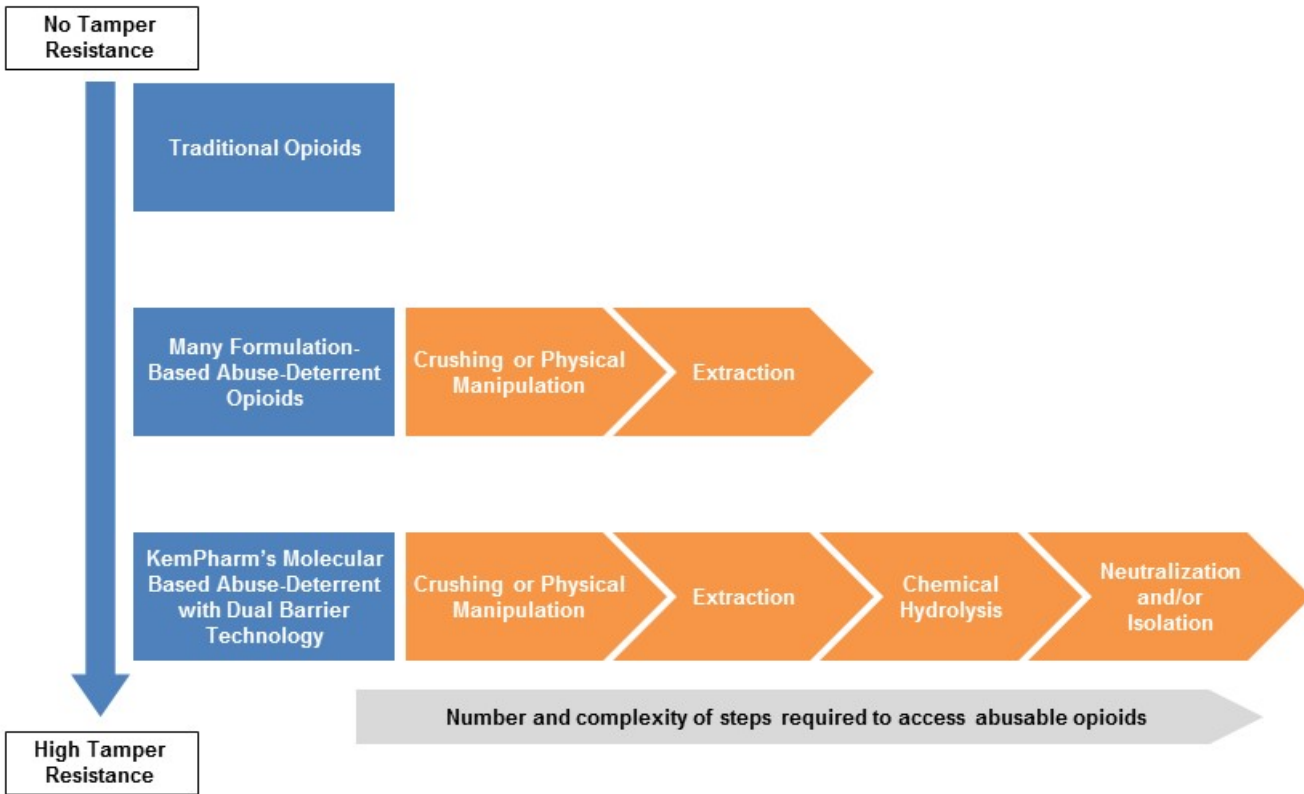 No Tamper
Resistance
Traditional Opioids
Many Formulation-
Based Abuse-Deterrent
Opioids
Crushing or Physical
Manipulation
Extraction
KemPharm’s Molecular
Based Abuse-Deterrent
with Dual Barrier
Technology
Crushing or Physical
Manipulation
Extraction
Chemical
Hydrolysis
Neutralization
and/or
Isolation
Number and complexity of steps required to access abusable opioids
High Tamper
Resistance